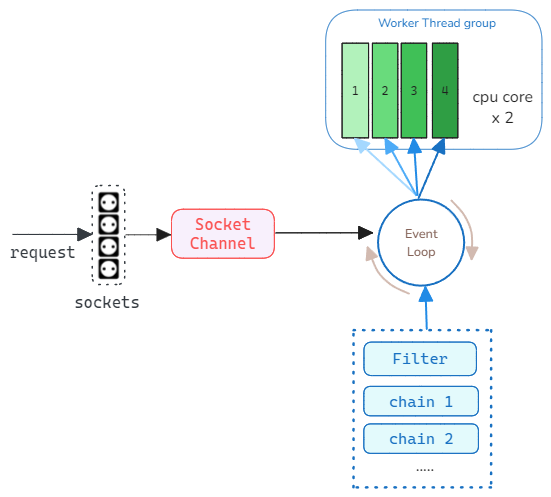 Worker Thread group
1 2 3 4
cpu core
x 2
Socket
Channel
request
sockets
Event
Loop
Filter
chain 1
chain 2
.....